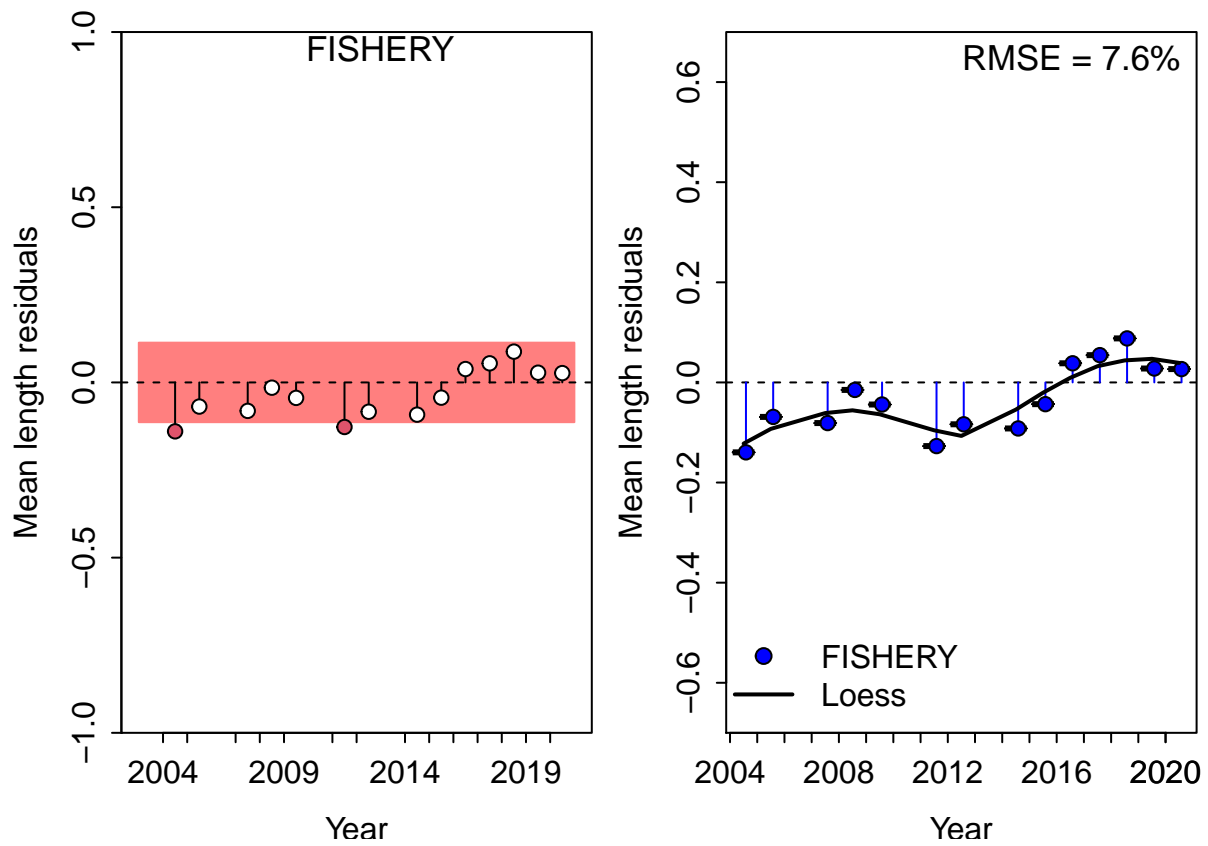 FISHERY
Mean length residuals
1.0
0.5
0.0
−0.5
−1.0
2004 2009 2014 2019
Year
RMSE = 7.6%
Mean length residuals
0.6
0.4
0.2
0.0
−0.2
−0.4
−0.6
FISHERY
Loess
2004 2008 2012 2016 2020
Year